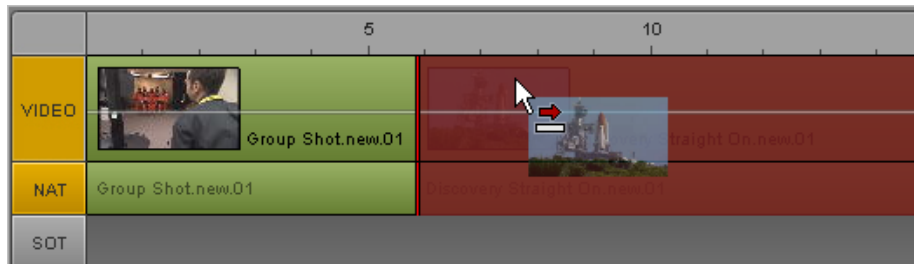 5 10
VIDEO
Group Shot.new.01
Discovery Straight On.new.01
NAT
Group Shot.new.01
Discovery Straight On.new.01
SOT